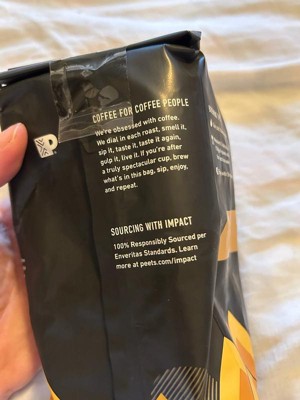 COFFEE FOR COFFEE PEOPLE
We're obsessed with coffee.
We dial in each roast, smell it,
sip it, taste it, taste it again,
gulp it, live it. If you're after
a truly spectacular cup, brew
what's in this bag, sip, enjoy,
and repeat.
SOURCING WITH IMPACT
100% Responsibly Sourced per
Enveritas Standards. Learn
more at peets.com/impact